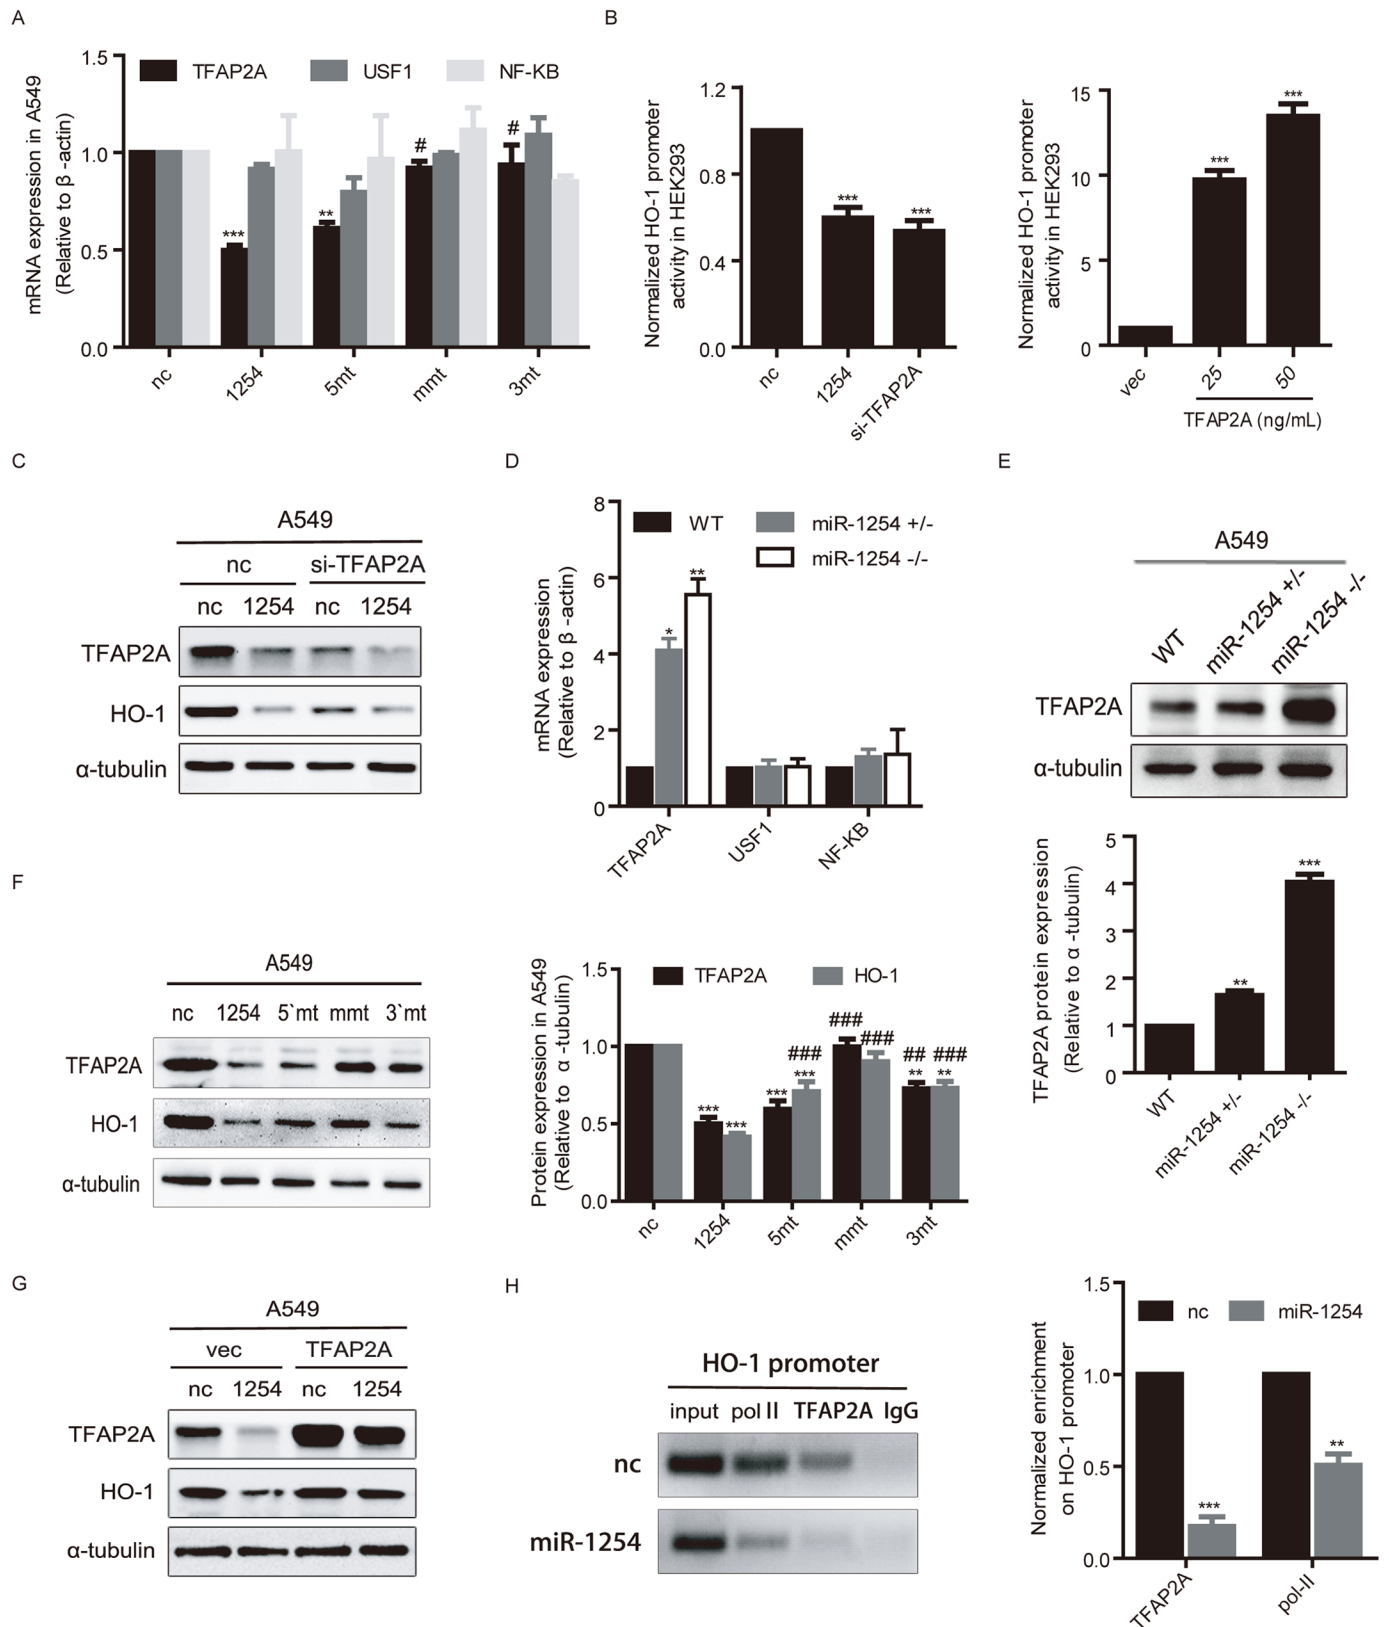 A
mRNA expression in A549
(Relative to β -actin)
1.5
1.0
0.5
0.0
TFAP2A
USF1
NF-KB
***
**
#
#
nc
1254
5mt
mmt
3mt
B
Normalized HO-1 promoter
activity in HEK293
1.2
0.8
0.4
0.0
***
***
nc
1254
si-TFAP2A
Normalized HO-1 promoter
activity in HEK293
15
10
5
0
***
***
vec
25
50
TFAP2A (ng/mL)
C
A549
nc
si-TFAP2A
nc 1254 nc 1254
TFAP2A
HO-1
α-tubulin
D
mRNA expression
(Relative to β -actin)
8
6
4
2
0
WT
miR-1254 +/-
miR-1254 -/-
*
**
TFAP2A
USF1
NF-KB
E
A549
WT
miR-1254 +/-
miR-1254 -/-
TFAP2A
α-tubulin
TFAP2A protein expression
(Relative to α -tubulin)
5
4
3
2
1
0
**
***
WT
miR-1254 +/-
miR-1254 -/-
F
A549
nc 1254 5`mt mmt 3`mt
TFAP2A
HO-1
α-tubulin
Protein expression in A549
(Relative to α -tubulin)
1.5
1.0
0.5
0.0
TFAP2A
HO-1
***
***
***
###
***
###
###
##
**
###
**
nc
1254
5mt
mmt
3mt
G
A549
vec
TFAP2A
nc 1254 nc 1254
TFAP2A
HO-1
α-tubulin
H
HO-1 promoter
input pol II TFAP2A IgG
nc
miR-1254
Normalized enrichment
on HO-1 promoter
1.5
1.0
0.5
0.0
nc
miR-1254
***
**
TFAP2A
pol-II